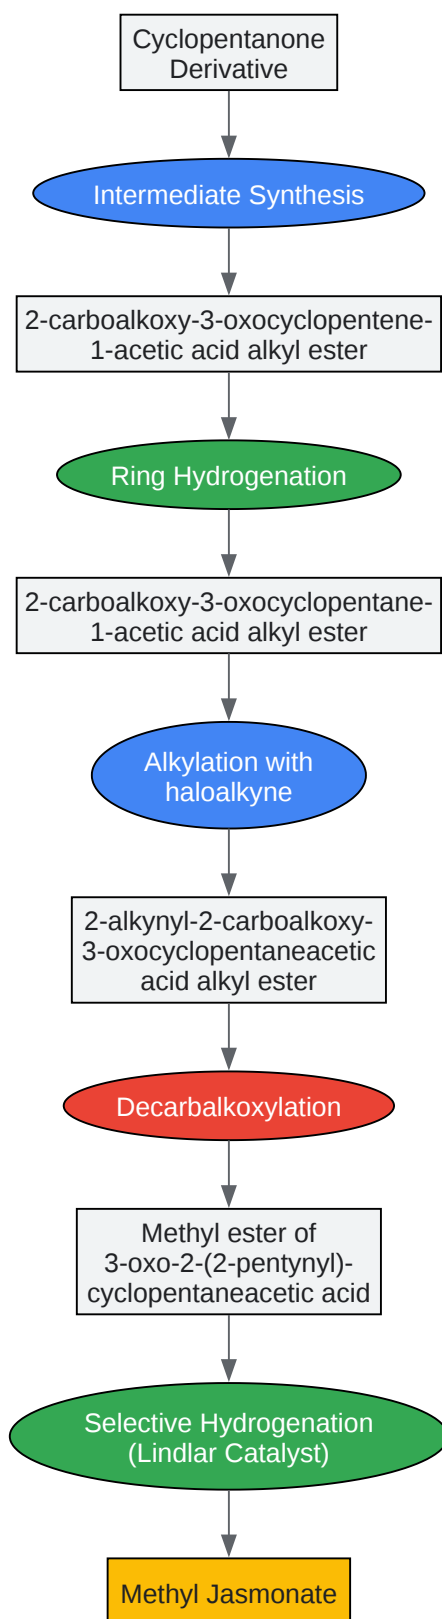 Cyclopentanone
Derivative
Intermediate Synthesis
2-carboalkoxy-3-oxocyclopentene-
1-acetic acid alkyl ester
Ring Hydrogenation
2-carboalkoxy-3-oxocyclopentane-
1-acetic acid alkyl ester
Alkylation with
haloalkyne
2-alkynyl-2-carboalkoxy-
3-oxocyclopentaneacetic
acid alkyl ester
Decarbalkoxylation
Methyl ester of
3-oxo-2-(2-pentynyl)-
cyclopentaneacetic acid
Selective Hydrogenation
(Lindlar Catalyst)
Methyl Jasmonate